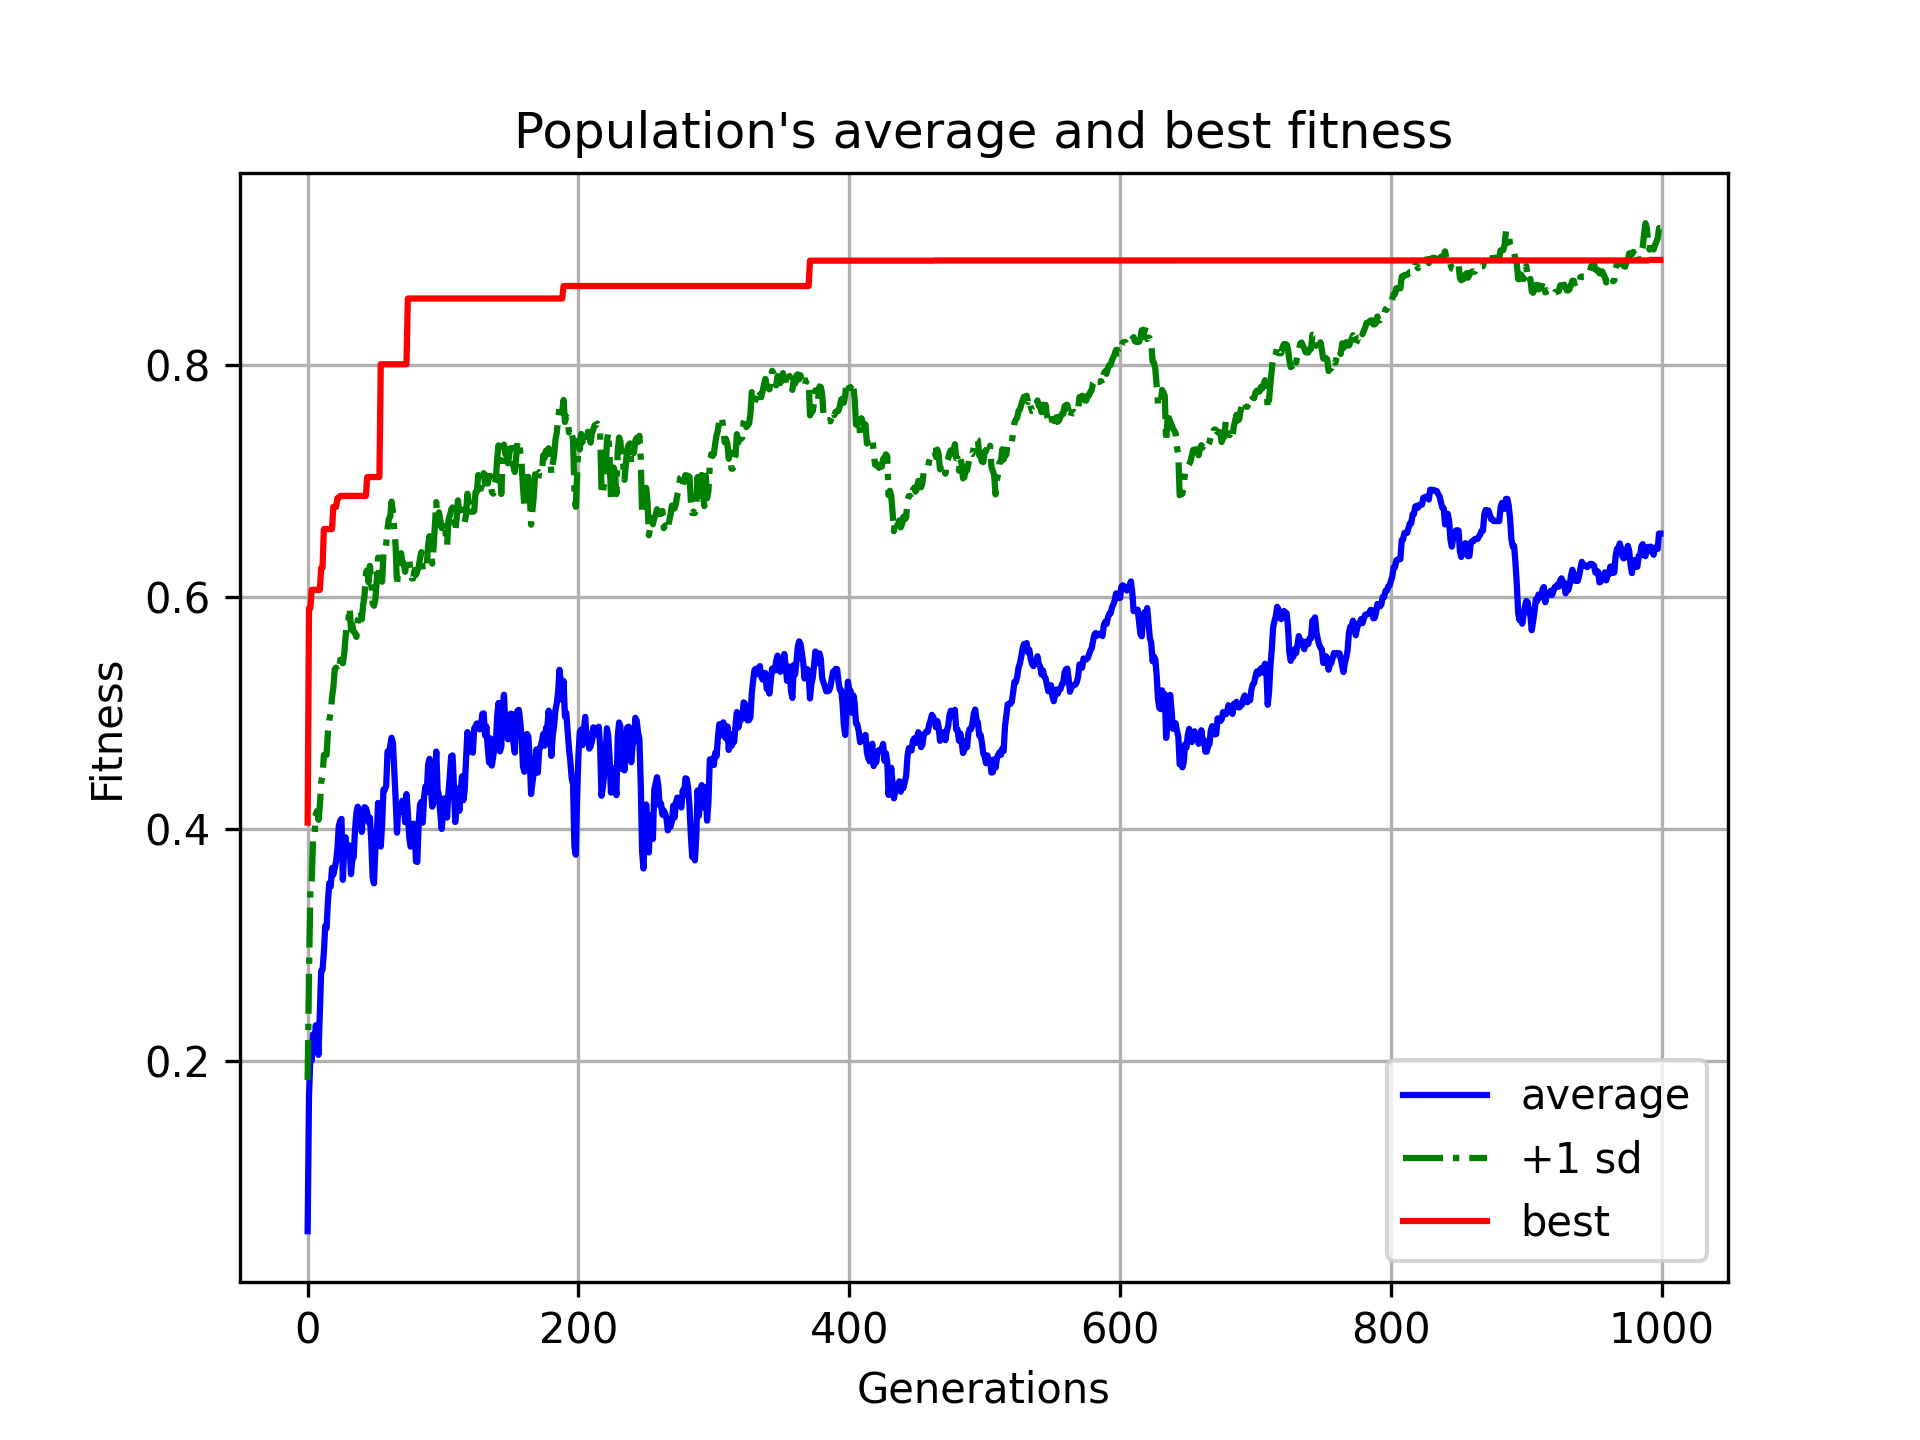 Population's average and best fitness
Fitness
0.8
0.6
0.4
0.2
0 200 400 600 800 1000
Generations
average
+1 sd
best